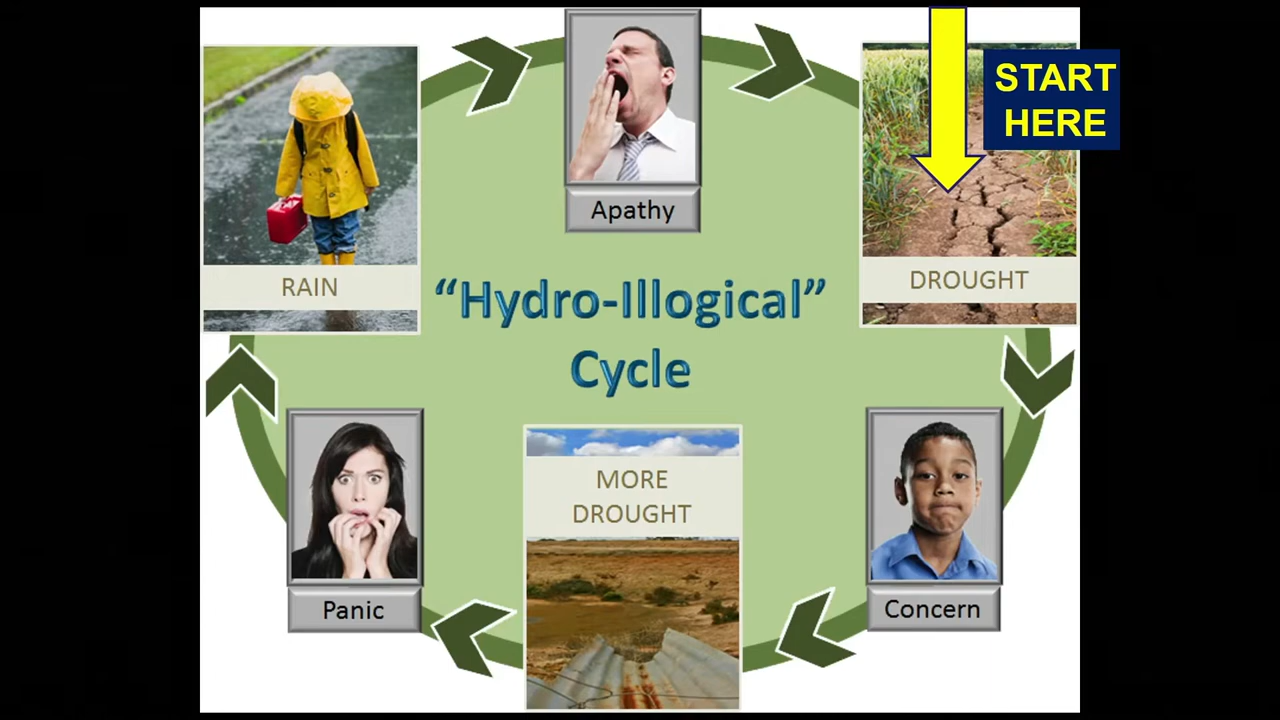 START
HERE
Apathy
RAIN
DROUGHT
“Hydro-Illogical”
Cycle
MORE
DROUGHT
Panic
Concern